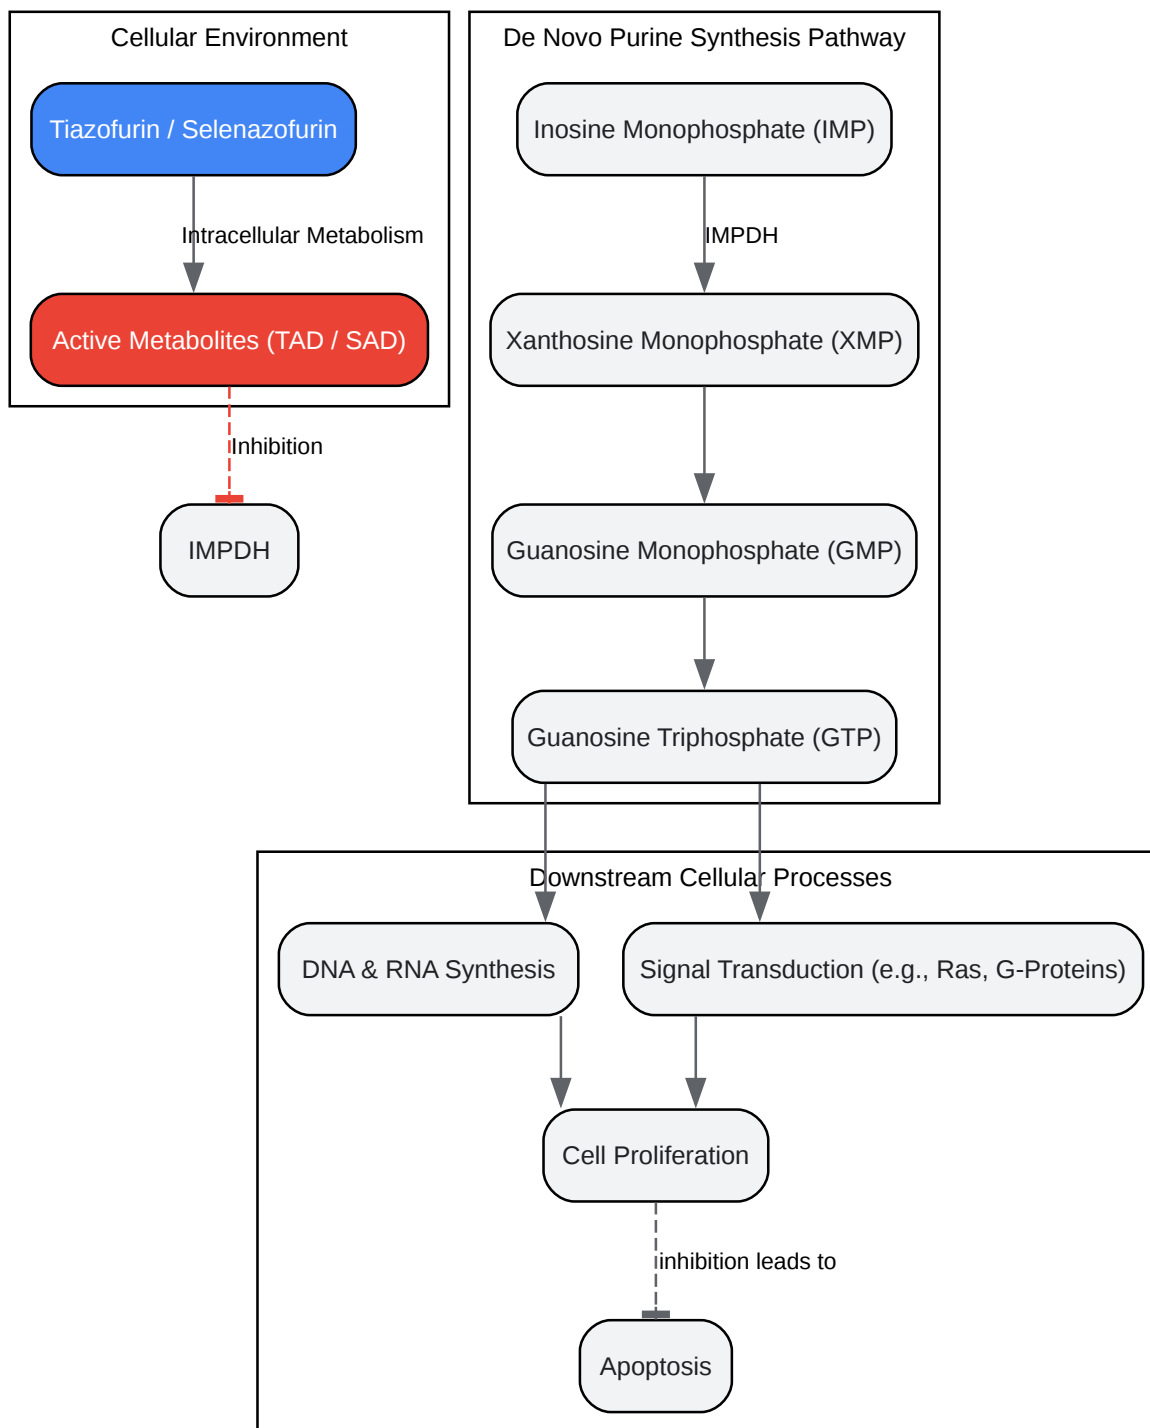 Cellular Environment
Tiazofurin / Selenazofurin
Intracellular Metabolism
Active Metabolites (TAD / SAD)
Inhibition
IMPDH
De Novo Purine Synthesis Pathway
Inosine Monophosphate (IMP)
IMPDH
Xanthosine Monophosphate (XMP)
Guanosine Monophosphate (GMP)
Guanosine Triphosphate (GTP)
Downstream Cellular Processes
DNA & RNA Synthesis
Signal Transduction (e.g., Ras, G-Proteins)
Cell Proliferation
inhibition leads to
Apoptosis